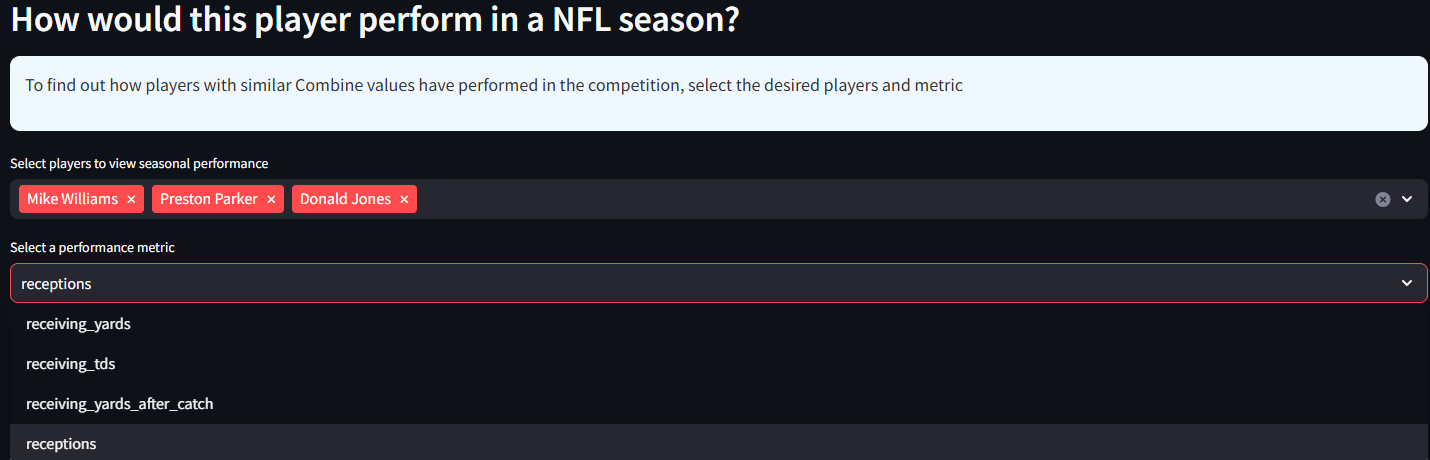 How would this player perform in a NFL season?
To find out how players with similar Combine values have performed in the competition, select the desired players and metric
Select players to view seasonal performance
Mike Williams × Preston Parker × Donald Jones ×
Select a performance metric
receptions
receiving_yards
receiving_tds
receiving_yards_after_catch
receptions